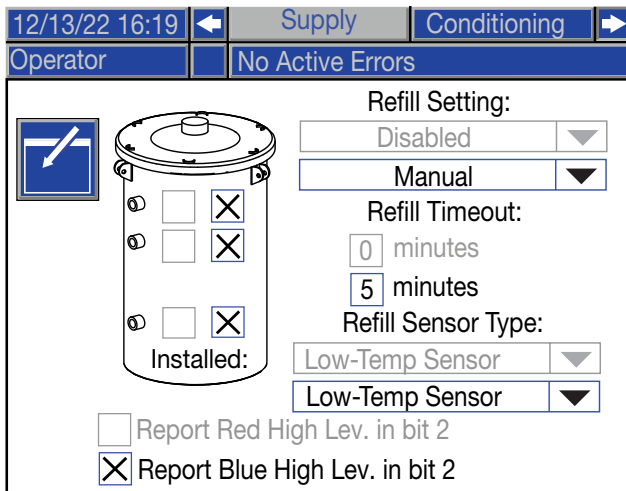 12/13/22 16:19 Supply Conditioning
Operator No Active Errors
Refill Setting:
Disabled
Manual
Refill Timeout:
0 minutes
5 minutes
Refill Sensor Type:
Installed: Low-Temp Sensor
Low-Temp Sensor
Report Red High Lev. in bit 2
Report Blue High Lev. in bit 2